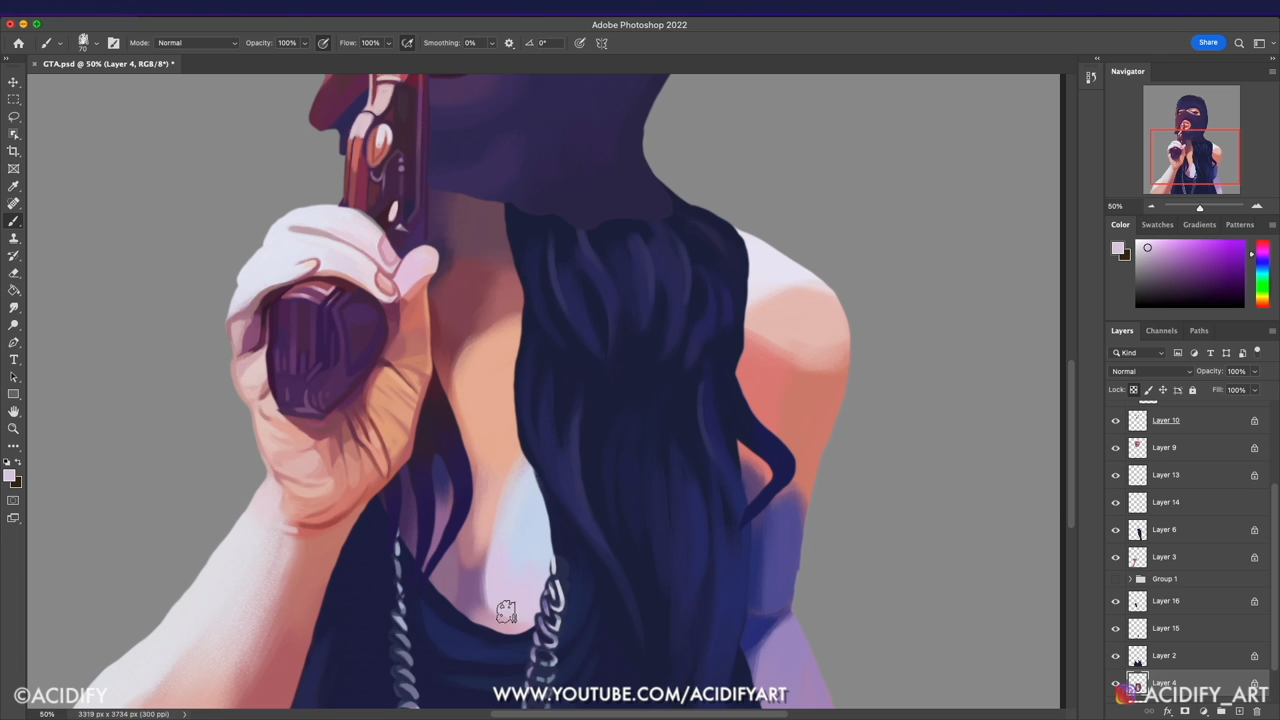 Adobe Photoshop 2022
Mode: Normal Opacity: 100% Flow: 100% Smoothing: 0% 0° Share
70
GTA.psd @ 50% (Layer 4, RGB/8*) *
Navigator
50%
Color Swatches Gradients Patterns
Layers Channels Paths
Kind
Normal Opacity: 100%
Lock: Fill: 100%
Layer 10
Layer 9
Layer 13
Layer 14
Layer 6
Layer 3
Group 1
Layer 16
Layer 15
Layer 2
Layer 4
©ACIDIFY
WWW.YOUTUBE.COM/ACIDIFYART
ACIDIFY_ART
50% 3319 px x 3734 px (300 ppi)